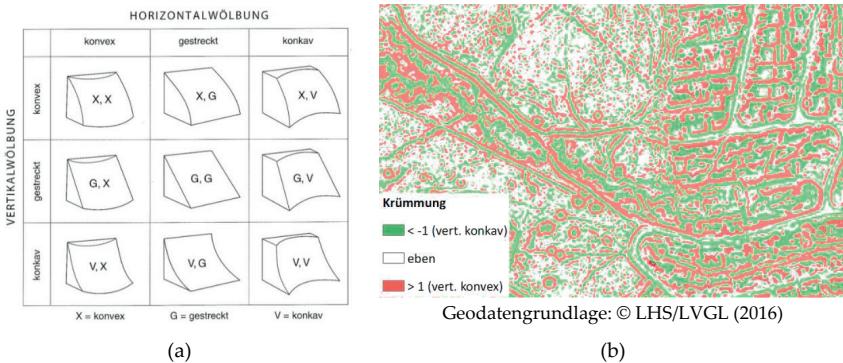 HORIZONTALWÖLBUNG
konvex gestreckt konkav
VERTIKALWÖLBUNG
konvex
X, X X, G X, V
gestreckt
G, X G, G G, V
konkav
V, X V, G V, V
X = konvex G = gestreckt V = konkav
(a)
Krümmung
< -1 (vert. konkav)
eben
> 1 (vert. konvex)
Geodatengrundlage: © LHS/LVGL (2016)
(b)